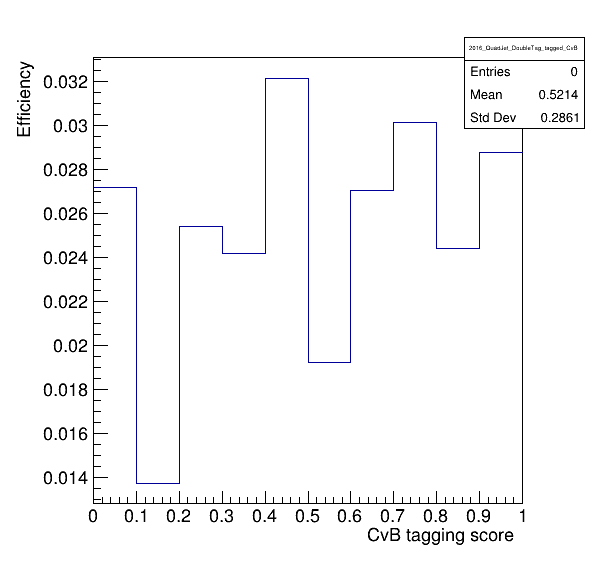 2016_QuadJet_DoubleTag_tagged_CvB
Entries 0
Mean 0.5214
Std Dev 0.2861
Efficiency
0.032
0.03
0.028
0.026
0.024
0.022
0.02
0.018
0.016
0.014
0 0.1 0.2 0.3 0.4 0.5 0.6 0.7 0.8 0.9 1
CvB tagging score